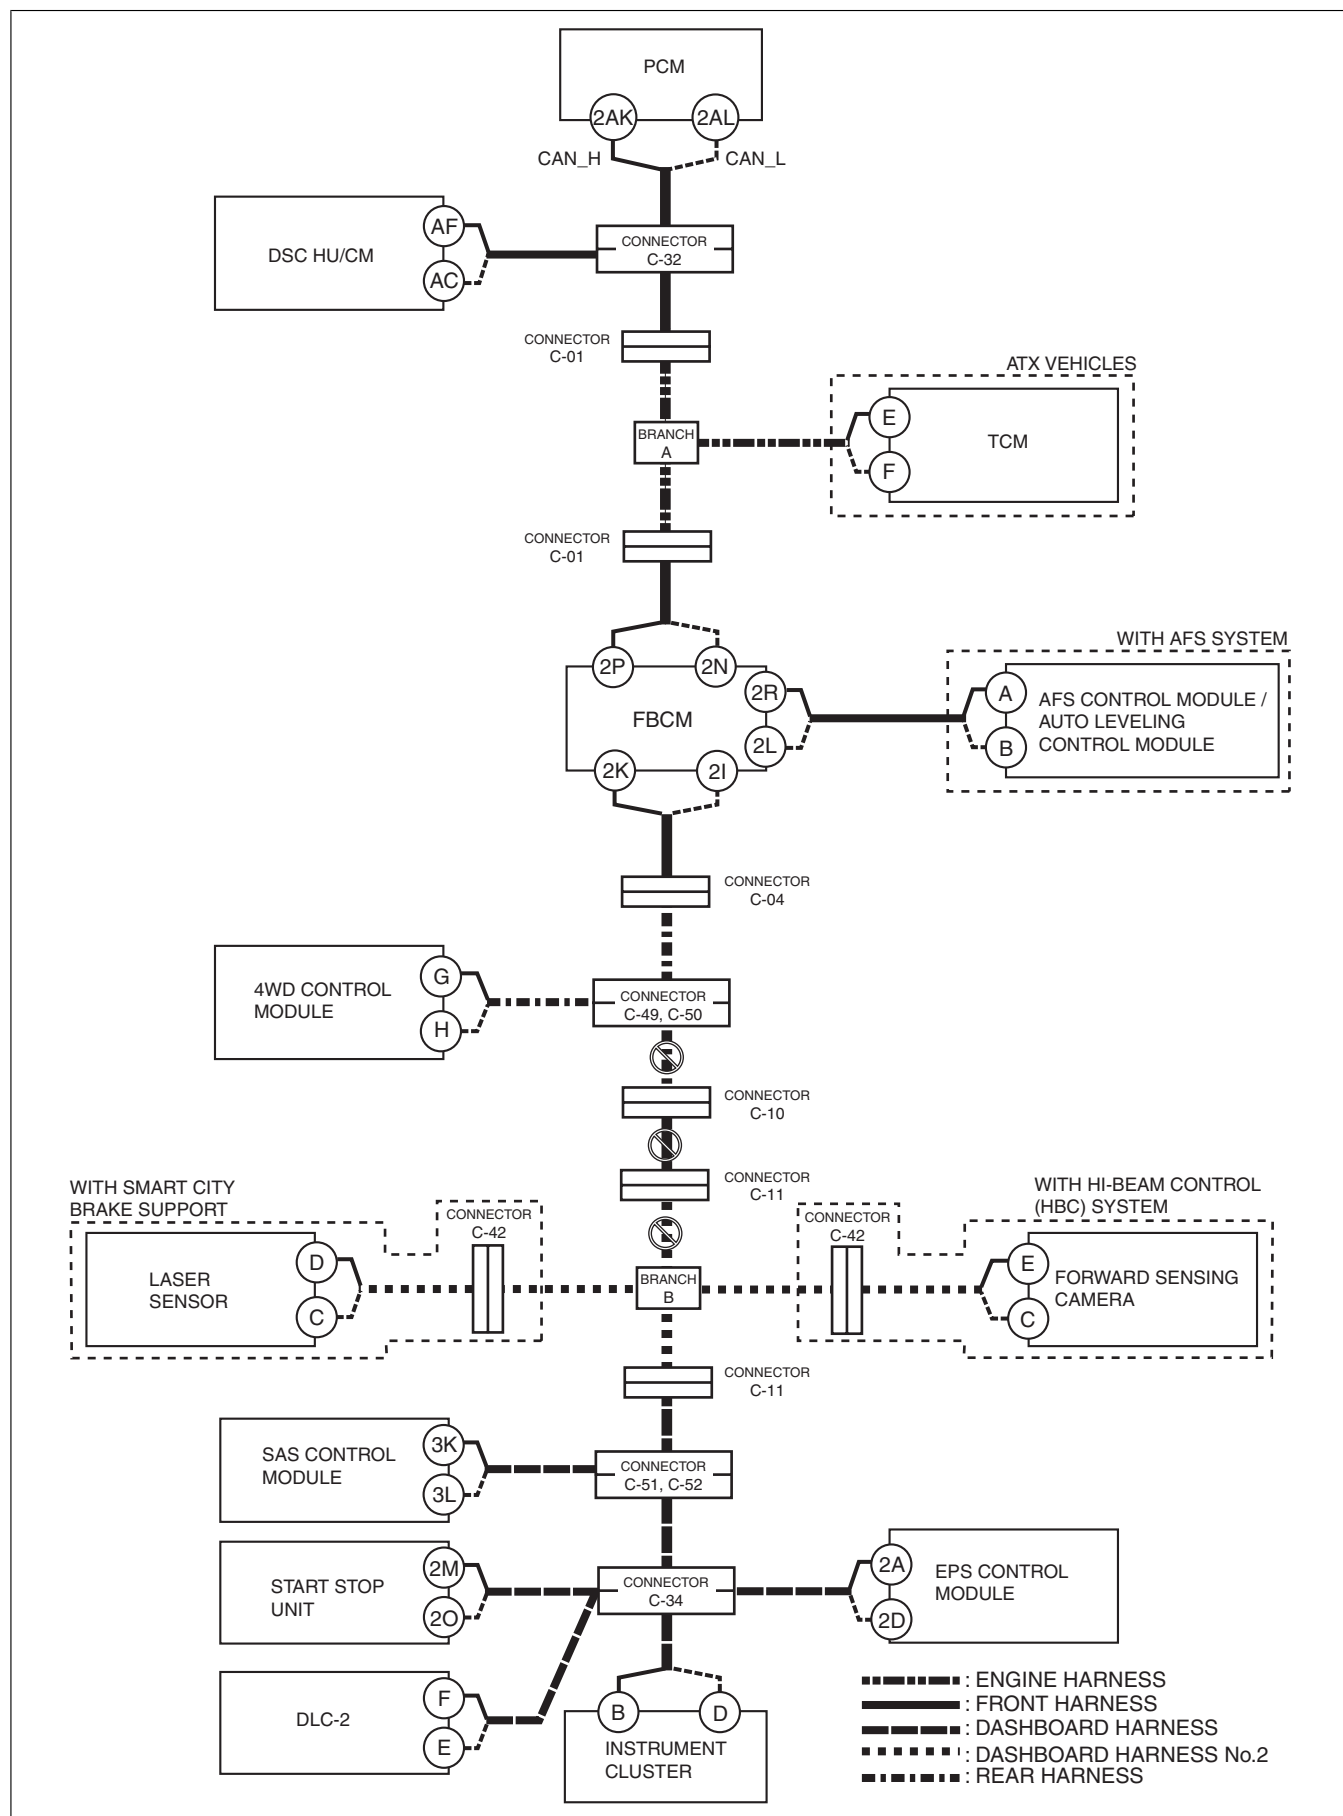 PCM
2AK
2AL
CAN_H
CAN_L
DSC HU/CM
AF
AC
CONNECTOR
C-32
CONNECTOR
C-01
ATX VEHICLES
BRANCH
A
E
F
TCM
CONNECTOR
C-01
2P
2N
FBCM
2R
2L
2K
2I
WITH AFS SYSTEM
A
B
AFS CONTROL MODULE /
AUTO LEVELING
CONTROL MODULE
CONNECTOR
C-04
4WD CONTROL
MODULE
G
H
CONNECTOR
C-49, C-50
CONNECTOR
C-10
CONNECTOR
C-11
WITH SMART CITY
BRAKE SUPPORT
CONNECTOR
C-42
LASER
SENSOR
D
C
BRANCH
B
WITH HI-BEAM CONTROL
(HBC) SYSTEM
CONNECTOR
C-42
E
C
FORWARD SENSING
CAMERA
CONNECTOR
C-11
SAS CONTROL
MODULE
3K
3L
CONNECTOR
C-51, C-52
START STOP
UNIT
2M
2O
CONNECTOR
C-34
2A
2D
EPS CONTROL
MODULE
DLC-2
F
E
B
D
INSTRUMENT
CLUSTER
: ENGINE HARNESS
: FRONT HARNESS
: DASHBOARD HARNESS
: DASHBOARD HARNESS No.2
: REAR HARNESS